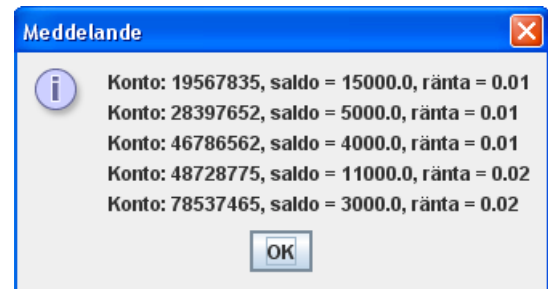 Meddelande
Konto: 19567835, saldo = 15000.0, ränta = 0.01
Konto: 28397652, saldo = 5000.0, ränta = 0.01
Konto: 46786562, saldo = 4000.0, ränta = 0.01
Konto: 48728775, saldo = 11000.0, ränta = 0.02
Konto: 78537465, saldo = 3000.0, ränta = 0.02
OK